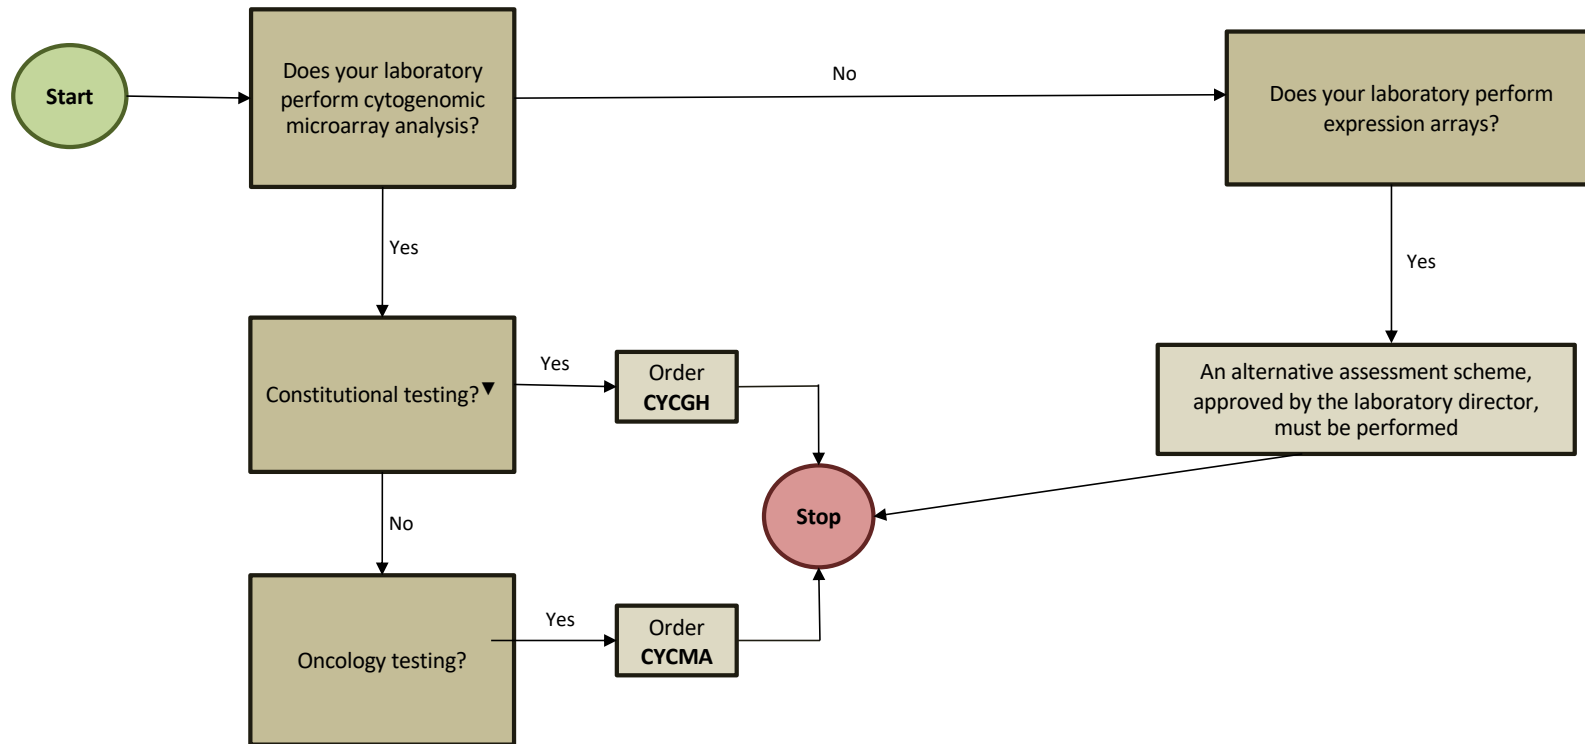 Start
Does your laboratory
perform cytogenomic
microarray analysis?
No
Does your laboratory perform
expression arrays?
Yes
Yes
Constitutional testing?▼
Yes
Order
CYCGH
An alternative assessment scheme,
approved by the laboratory director,
must be performed
Stop
No
Oncology testing?
Yes
Order
CYCMA